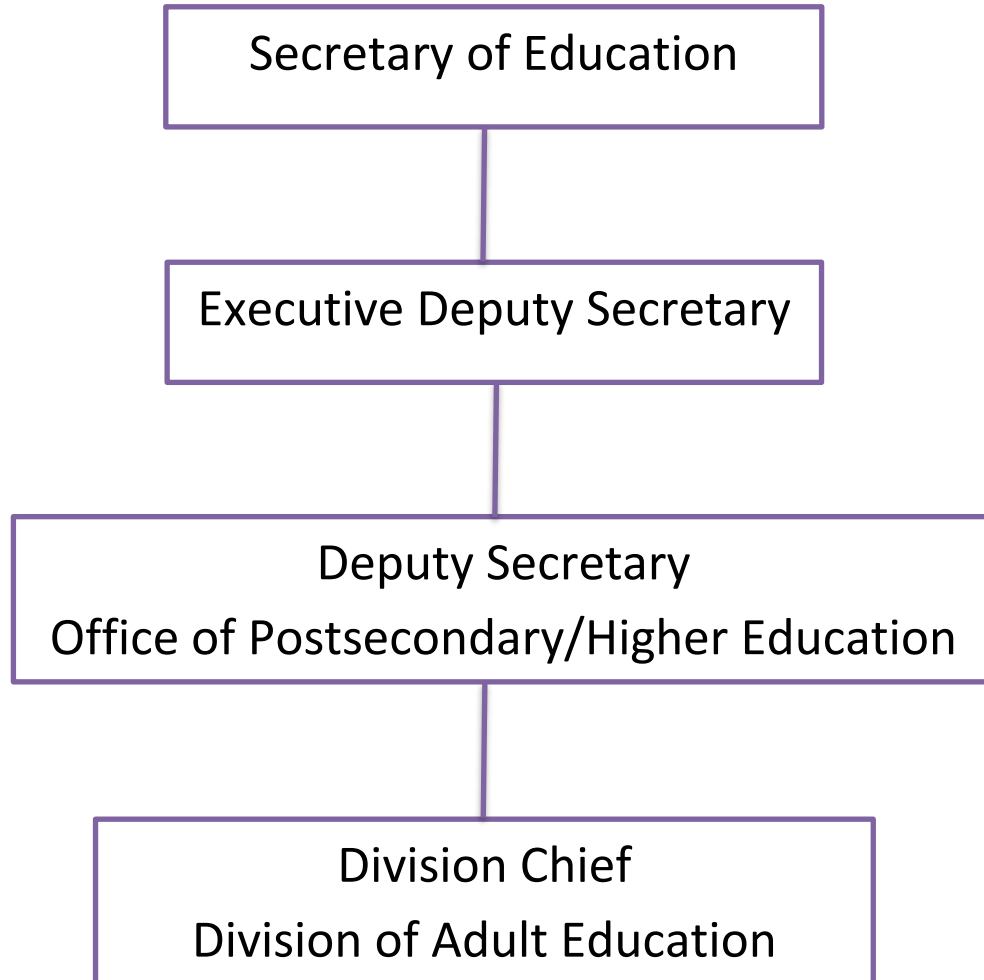 Secretary of Education
Executive Deputy Secretary
Deputy Secretary
Office of Postsecondary/Higher Education
Division Chief
Division of Adult Education